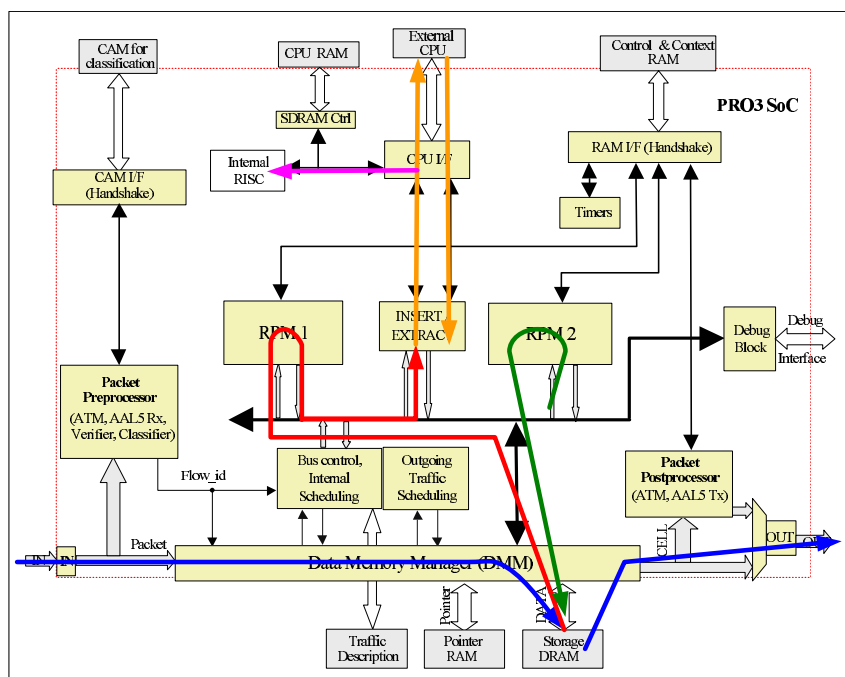 CAM for
classification
CPU RAM
External
CPU
Control & Context
RAM
PRO3 SoC
SDRAM Ctrl
Internal
RISC
CPU I/F
RAM I/F (Handshake)
CAM I/F
(Handshake)
Timers
RPM 1
INSERT
EXTRAC
RPM 2
Debug
Block
Debug
Interface
Packet
Preprocessor
(ATM, AAL5 Rx,
Verifier, Classifier)
Flow_id
Bus control,
Internal
Scheduling
Outgoing
Traffic
Scheduling
Packet
Postprocessor
(ATM, AAL5 Tx)
IN
IN
Packet
Data Memory Manager (DMM)
CELL
OUT
Pointer
DATA
Traffic
Description
Pointer
RAM
Storage
DRAM